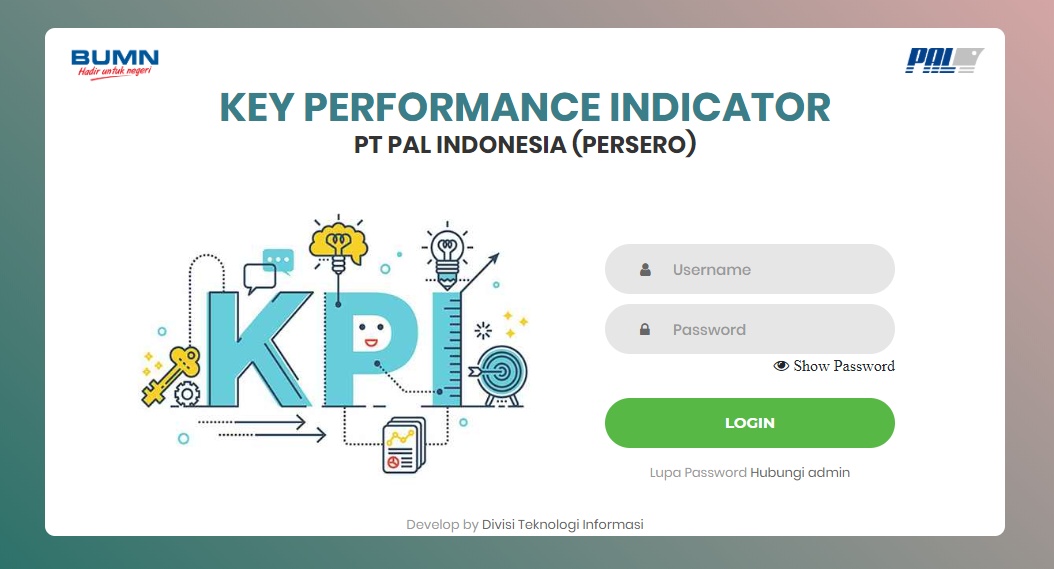 BUMN
Hadir untuk negeri
PAL
KEY PERFORMANCE INDICATOR
PT PAL INDONESIA (PERSERO)
KPI
Username
Password
Show Password
LOGIN
Lupa Password Hubungi admin
Develop by Divisi Teknologi Informasi